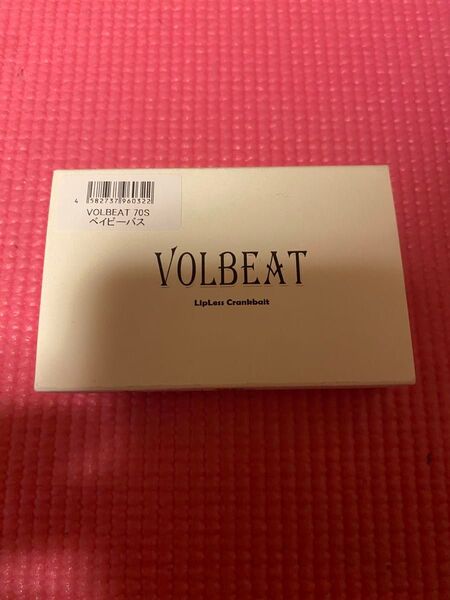 4 582737 960322
VOLBEAT 70S
ベイビーバス
VOLBEAT
LipLess Crankbait